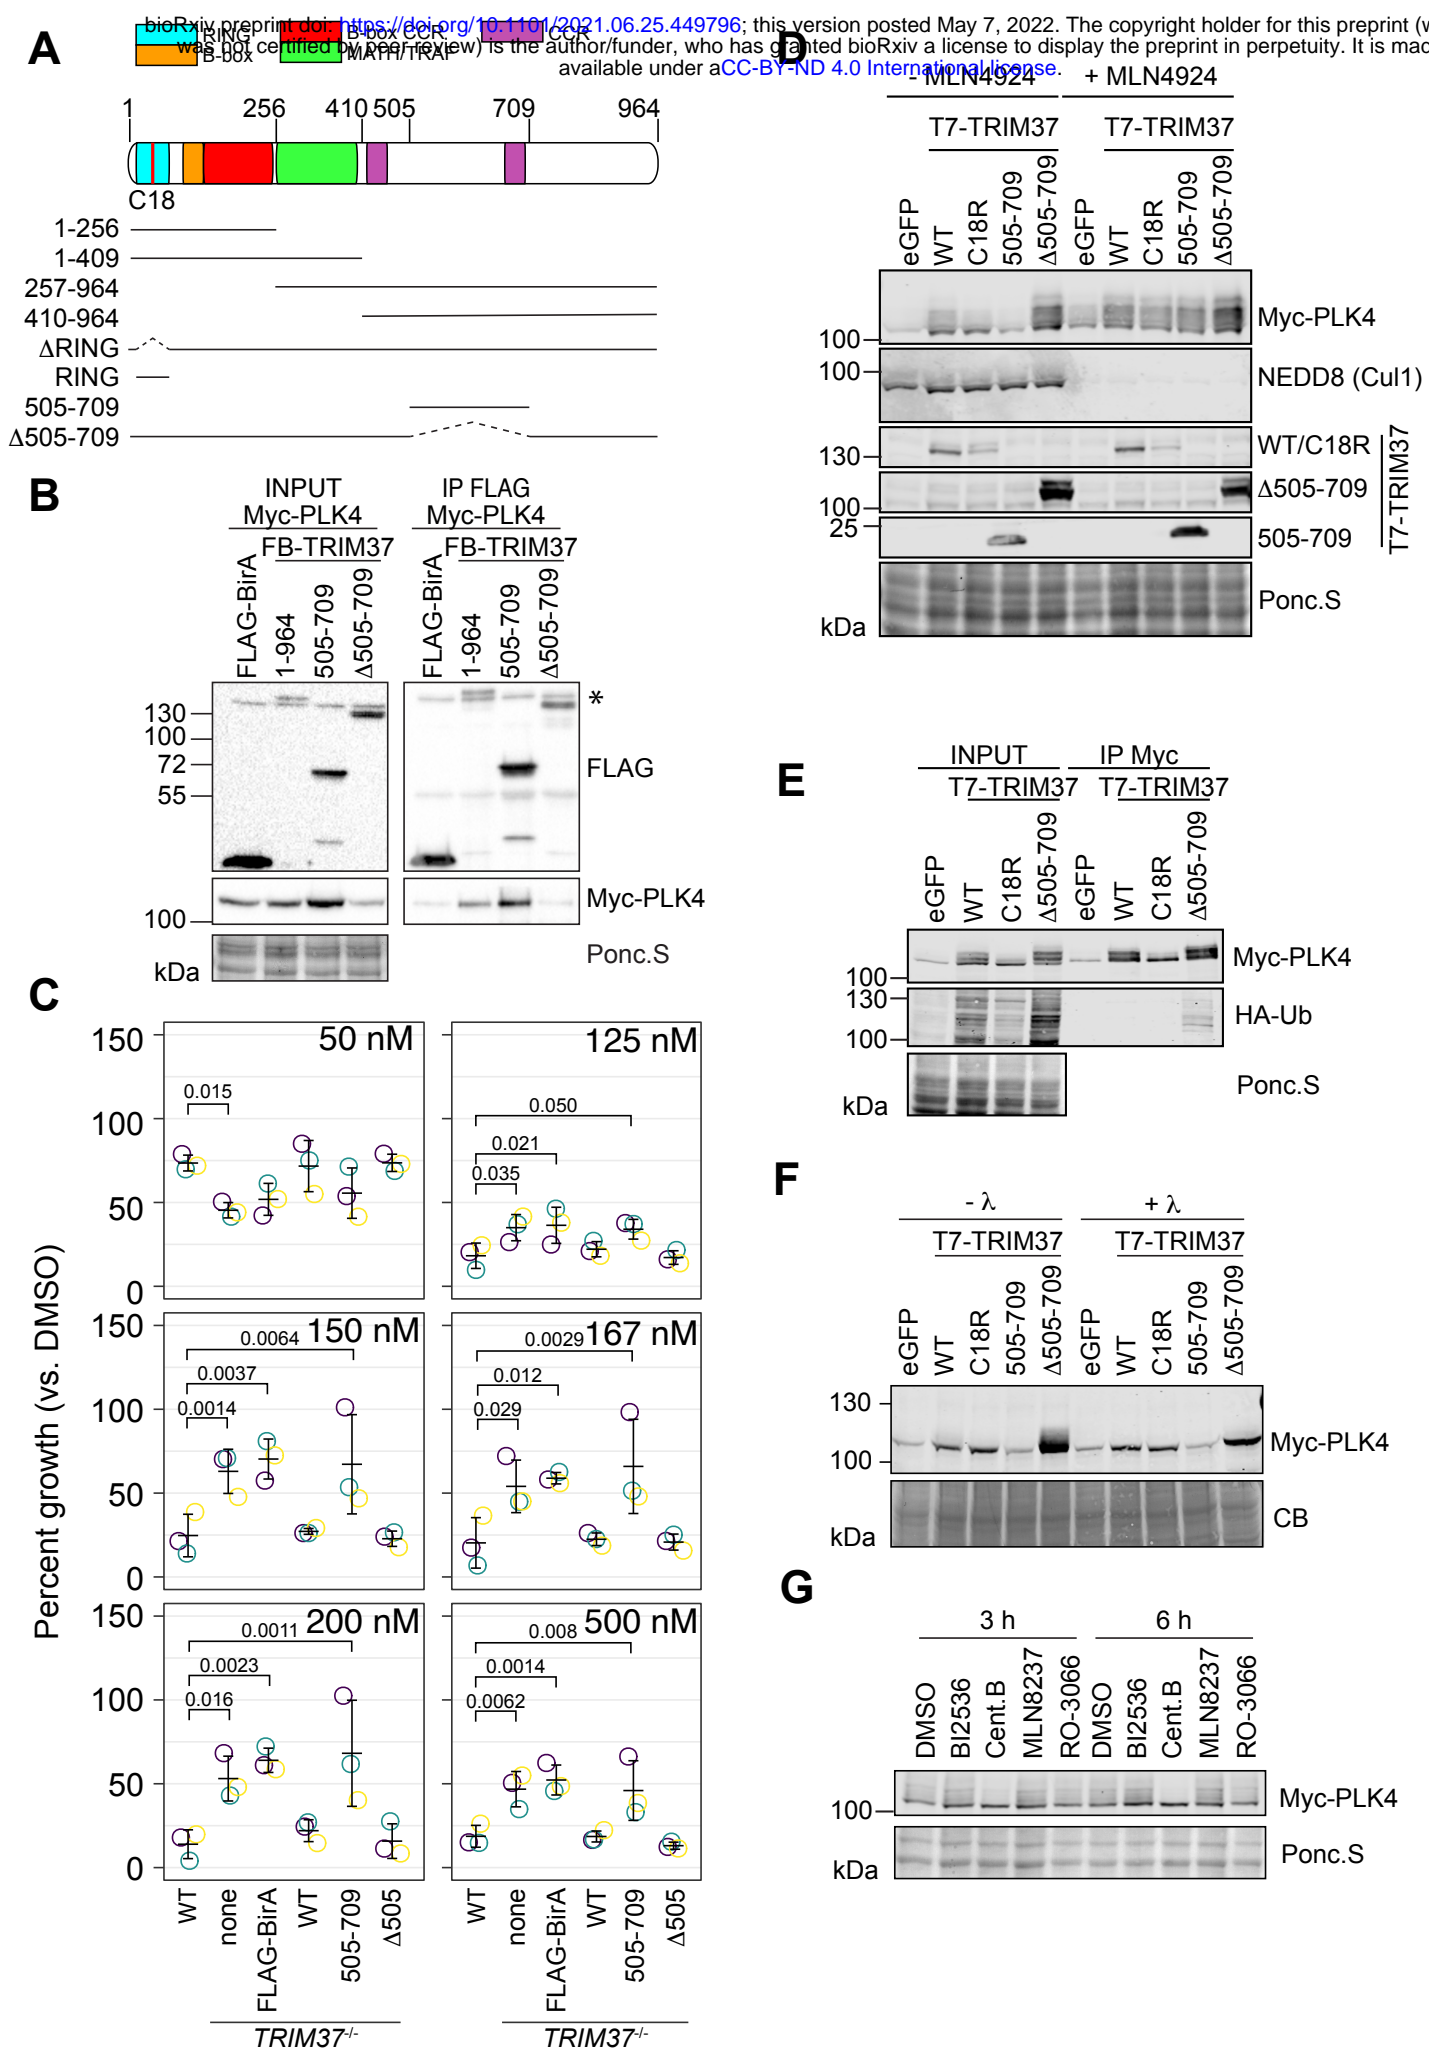 bioRxiv preprint doi: https://doi.org/10.1101/2021.06.25.449796; this version posted May 7, 2022. The copyright holder for this preprint (w
was not certified by peer review) is the author/funder, who has granted bioRxiv a license to display the preprint in perpetuity. It is mad
available under aCC-BY-ND 4.0 International license.
A
RING
B-box CCR
CCR
B-box
MATH/TRAF
1 256 410 505 709 964
C18
1-256
1-409
257-964
410-964
ΔRING
RING
505-709
Δ505-709
B
INPUT IP FLAG
Myc-PLK4 Myc-PLK4
FB-TRIM37 FB-TRIM37
FLAG-BirA 1-964 505-709 Δ505-709 FLAG-BirA 1-964 505-709 Δ505-709
*
130
100
72
55
FLAG
Myc-PLK4
100
Ponc.S
kDa
C
Percent growth (vs. DMSO)
150 100 50 0
50 nM
0.015
125 nM
0.050
0.021
0.035
150 100 50 0
150 nM
0.0064
0.0037
0.0014
167 nM
0.0029
0.012
0.029
150 100 50 0
200 nM
0.0011
0.0023
0.016
500 nM
0.008
0.0014
0.0062
WT none FLAG-BirA WT 505-709 Δ505 WT none FLAG-BirA WT 505-709 Δ505
TRIM37-/- TRIM37-/-
D
- MLN4924 + MLN4924
T7-TRIM37 T7-TRIM37
eGFP WT C18R 505-709 Δ505-709 eGFP WT C18R 505-709 Δ505-709
Myc-PLK4
100
100
NEDD8 (Cul1)
WT/C18R
130
Δ505-709
100
25
505-709
T7-TRIM37
Ponc.S
kDa
E
INPUT IP Myc
T7-TRIM37 T7-TRIM37
eGFP WT C18R Δ505-709 eGFP WT C18R Δ505-709
Myc-PLK4
100
130
HA-Ub
100
Ponc.S
kDa
F
- λ + λ
T7-TRIM37 T7-TRIM37
eGFP WT C18R 505-709 Δ505-709 eGFP WT C18R 505-709 Δ505-709
130
Myc-PLK4
100
CB
kDa
G
3 h 6 h
DMSO BI2536 Cent.B MLN8237 RO-3066 DMSO BI2536 Cent.B MLN8237 RO-3066
Myc-PLK4
100
Ponc.S
kDa